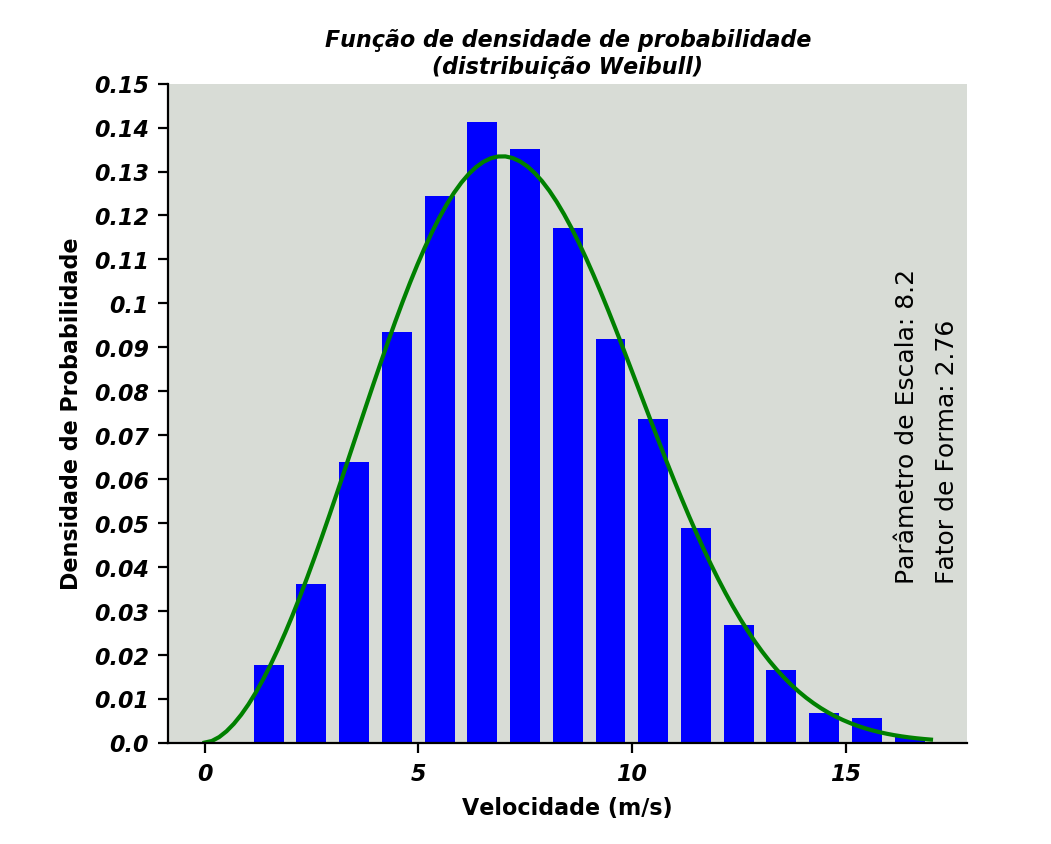 Função de densidade de probabilidade
(distribuição Weibull)
Densidade de Probabilidade
0.15
0.14
0.13
0.12
0.11
0.1
0.09
0.08
0.07
0.06
0.05
0.04
0.03
0.02
0.01
0.0
Parâmetro de Escala: 8.2
Fator de Forma: 2.76
0 5 10 15
Velocidade (m/s)